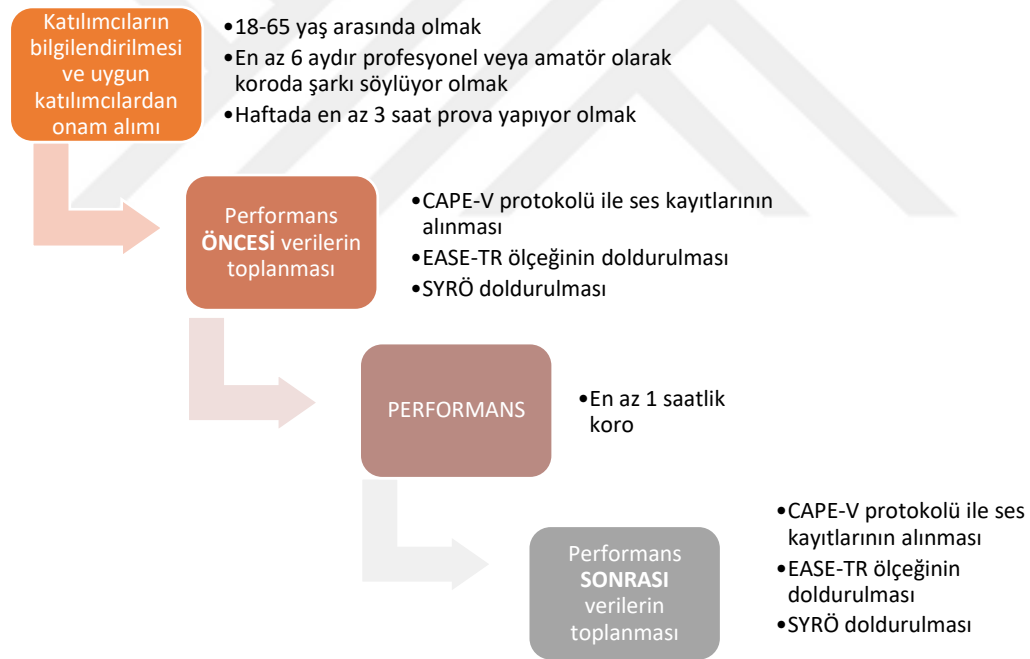 Katılımcıların
bilgilendirilmesi
ve uygun
katılımcılardan
onam alımı
•18-65 yaş arasında olmak
•En az 6 aydır profesyonel veya amatör olarak
koroda şarkı söylüyor olmak
•Haftada en az 3 saat prova yapıyor olmak
Performans
ÖNCESİ verilerin
toplanması
•CAPE-V protokolü ile ses kayıtlarının
alınması
•EASE-TR ölçeğinin doldurulması
•SYRÖ doldurulması
PERFORMANS
•En az 1 saatlik
koro
Performans
SONRASI
verilerin
toplanması
•CAPE-V protokolü ile ses
kayıtlarının alınması
•EASE-TR ölçeğinin
doldurulması
•SYRÖ doldurulması